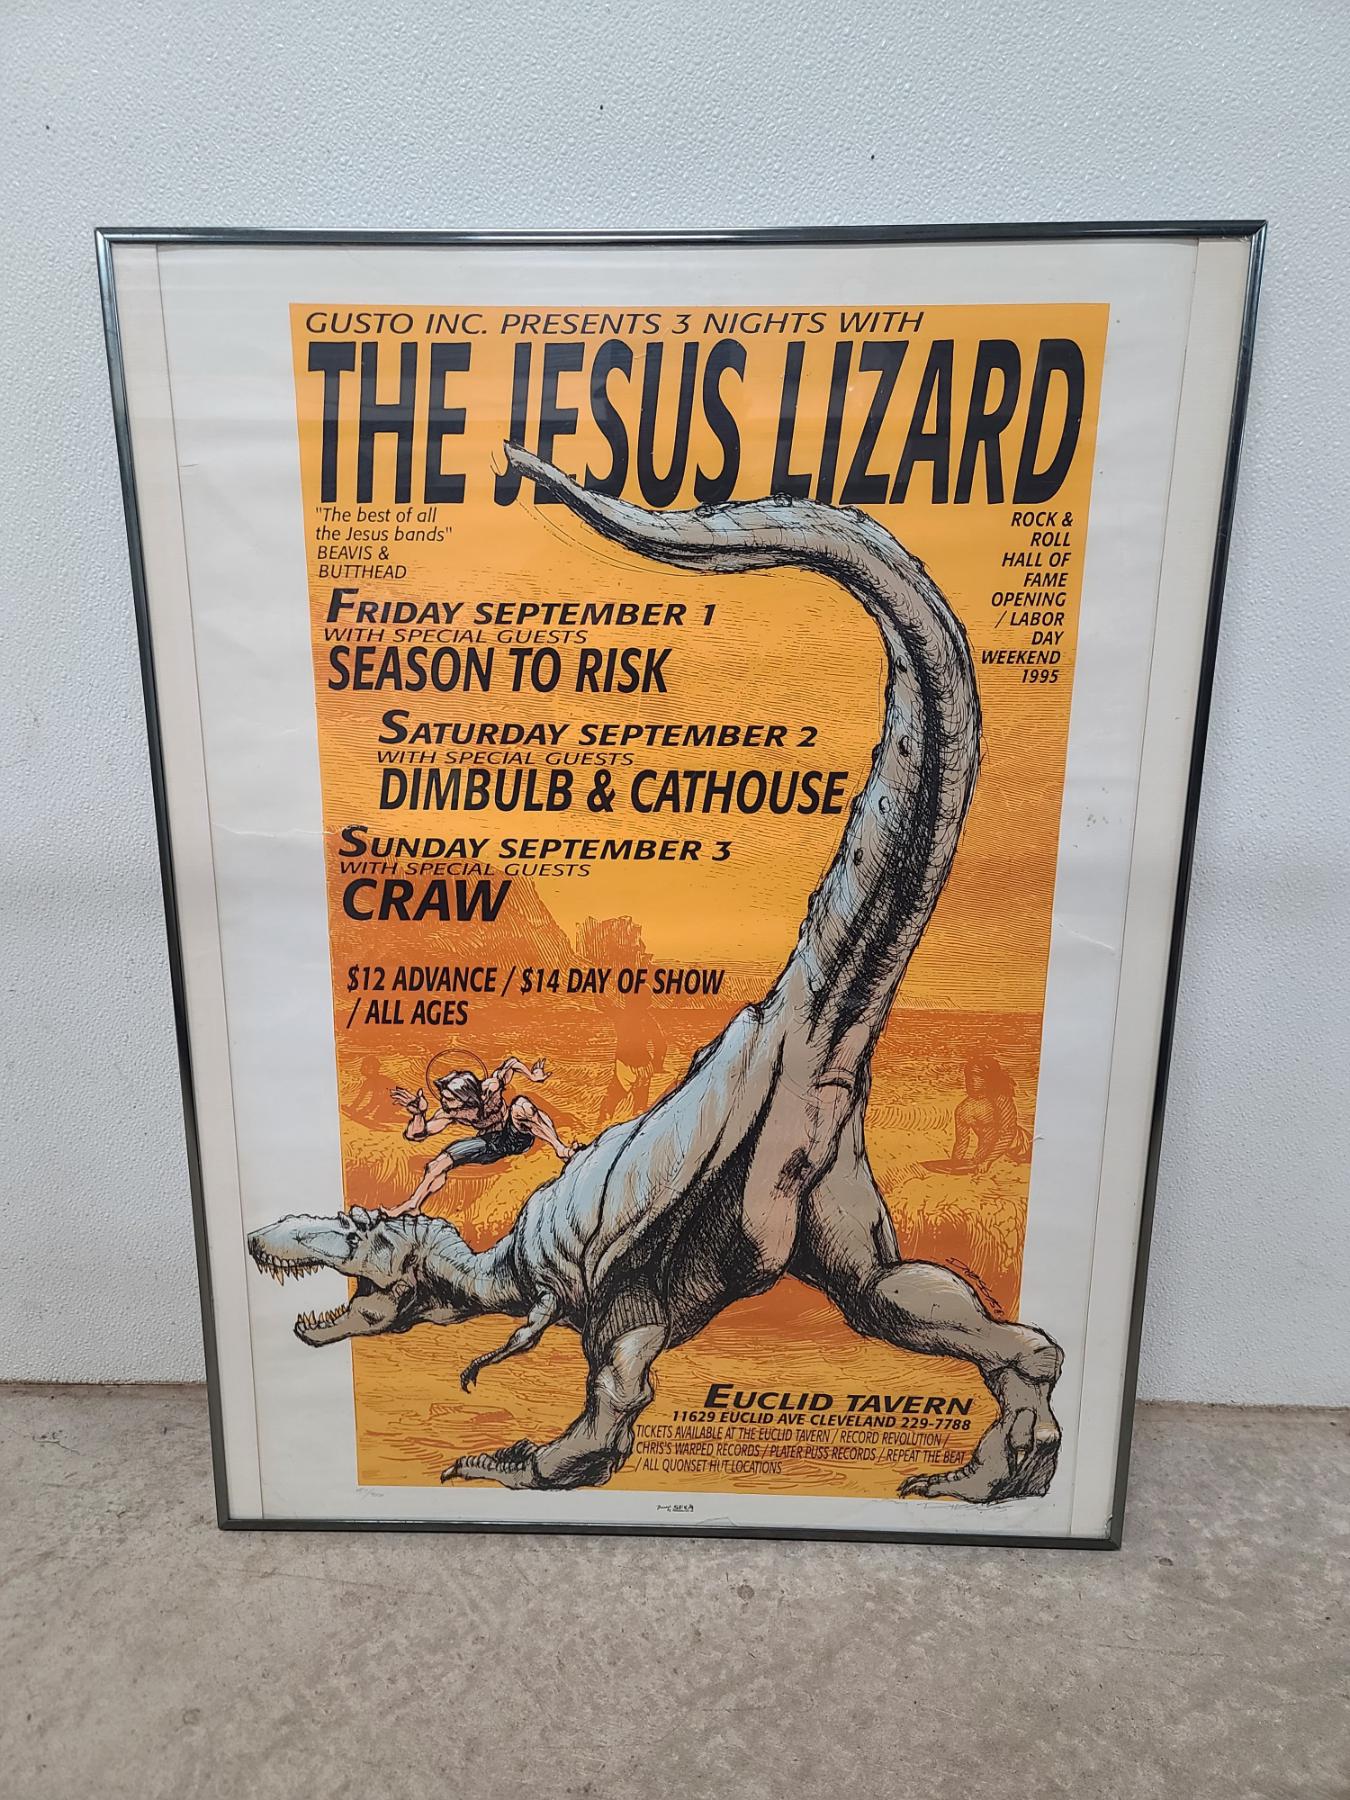 GUSTO INC. PRESENTS 3 NIGHTS WITH
THE JESUS LIZARD
"The best of all
the Jesus bands"
BEAVIS &
BUTTHEAD
ROCK &
ROLL
HALL OF
FAME
OPENING
/ LABOR
DAY
WEEKEND
1995
FRIDAY SEPTEMBER 1
WITH SPECIAL GUESTS
SEASON TO RISK
SATURDAY SEPTEMBER 2
WITH SPECIAL GUESTS
DIMBULB & CATHOUSE
SUNDAY SEPTEMBER 3
WITH SPECIAL GUESTS
CRAW
$12 ADVANCE / $14 DAY OF SHOW
/ ALL AGES
EUCLID TAVERN
11629 EUCLID AVE CLEVELAND 229-7788
TICKETS AVAILABLE AT THE EUCLID TAVERN / RECORD REVOLUTION /
CHRIS'S WARPED RECORDS / PLATER PUSS RECORDS / REPEAT THE BEAT
/ ALL QUONSET HUT LOCATIONS